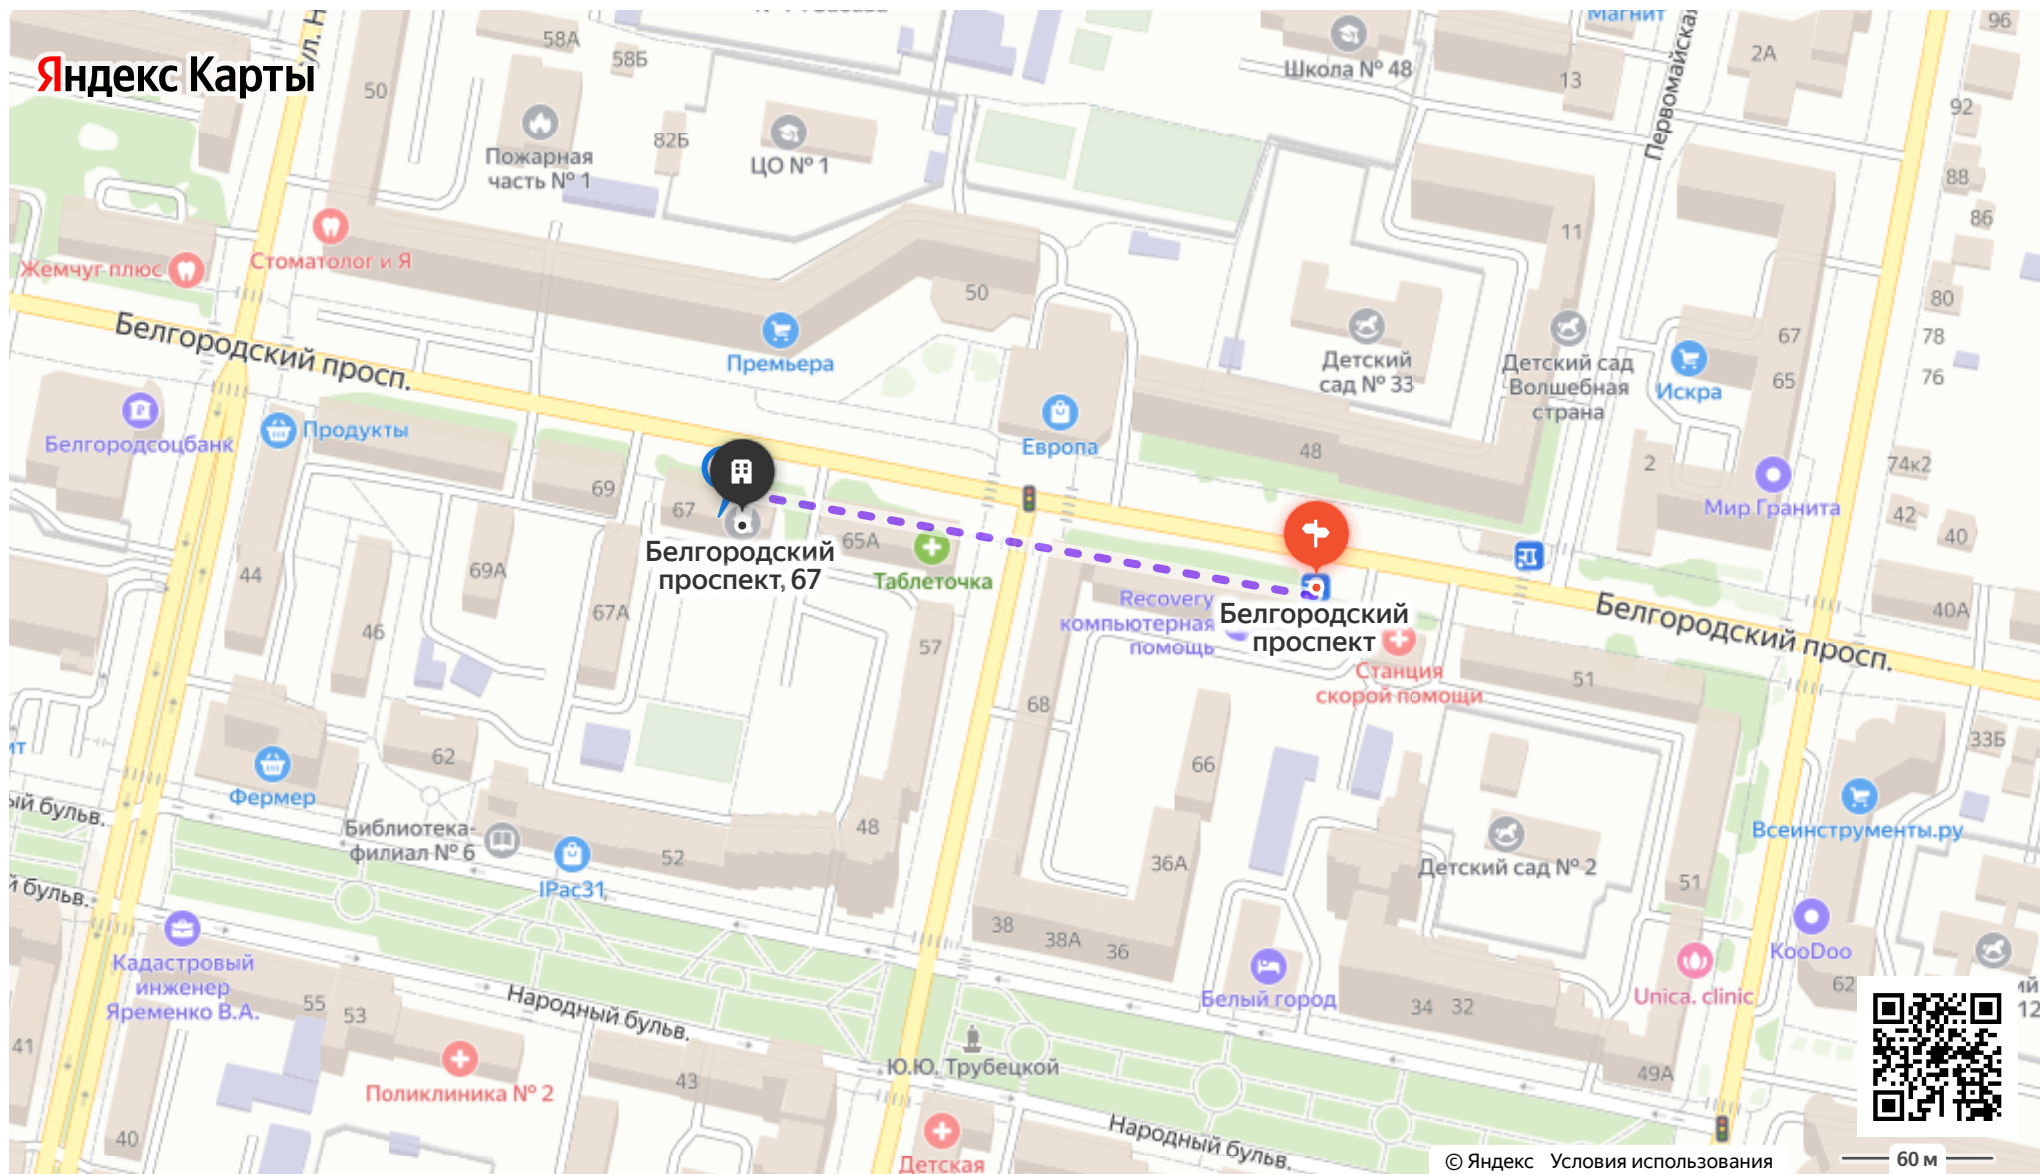 Яндекс Карты
58А
58Б
50
Пожарная
часть № 1
82Б
ЦО № 1
Школа № 48
Магнит
13
Первомайская
2А
96
92
88
86
80
78
76
Жемчуг плюс
Стоматолог и Я
50
11
67
65
Белгородский просп.
Премьера
Детский
сад № 33
Детский сад
Волшебная
страна
Искра
Белгородсоцбанк
Продукты
Европа
48
2
74к2
Мир Гранита
42
40
69
67
65А
Белгородский
проспект, 67
Таблеточка
Recovery
компьютерная
помощь
Белгородский
проспект
Белгородский просп.
40А
44
69А
67А
46
57
Станция
скорой помощи
51
68
62
66
33Б
Фермер
Всеинструменты.ру
ый бульв.
Библиотека-
филиал № 6
52
48
36А
Детский сад № 2
51
й бульв.
IPac31
38
38А
36
KooDoo
Кадастровый
инженер
Яременко В.А.
55
53
Народный бульв.
Белый город
34
32
Unica. clinic
62
12
41
Поликлиника № 2
43
Ю.Ю. Трубецкой
49А
40
Детская
Народный бульв.
© Яндекс Условия использования
60 м